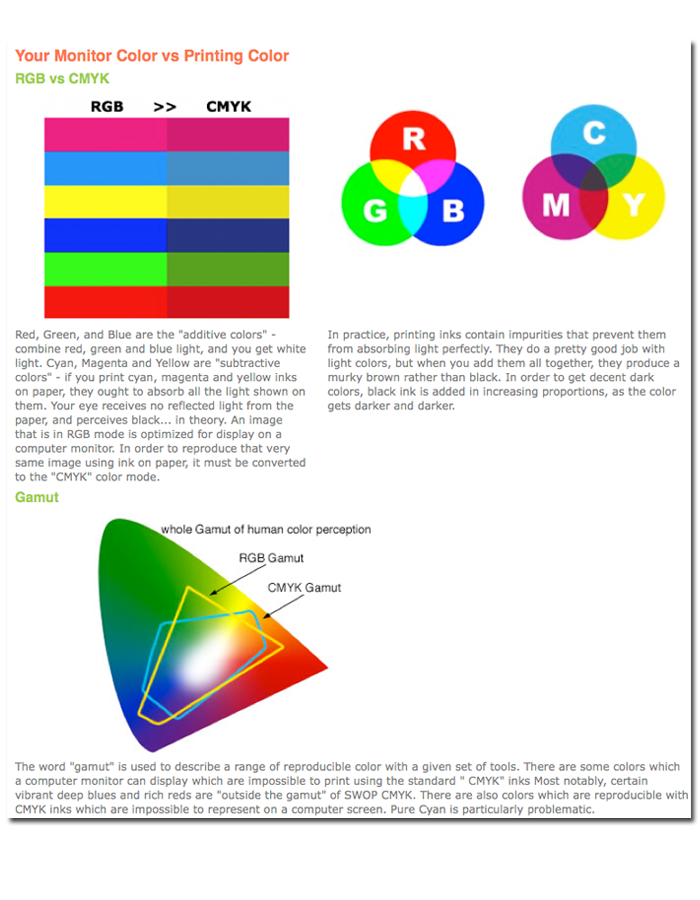 Your Monitor Color vs Printing Color
RGB vs CMYK
RGB >> CMYK
R
G
B
C
M
Y
Red, Green, and Blue are the "additive colors" -
combine red, green and blue light, and you get white
light. Cyan, Magenta and Yellow are "subtractive
colors" - if you print cyan, magenta and yellow inks
on paper, they ought to absorb all the light shown on
them. Your eye receives no reflected light from the
paper, and perceives black... in theory. An image
that is in RGB mode is optimized for display on a
computer monitor. In order to reproduce that very
same image using ink on paper, it must be converted
to the "CMYK" color mode.
In practice, printing inks contain impurities that prevent them
from absorbing light perfectly. They do a pretty good job with
light colors, but when you add them all together, they produce a
murky brown rather than black. In order to get decent dark
colors, black ink is added in increasing proportions, as the color
gets darker and darker.
Gamut
whole Gamut of human color perception
RGB Gamut
CMYK Gamut
The word "gamut" is used to describe a range of reproducible color with a given set of tools. There are some colors which
a computer monitor can display which are impossible to print using the standard " CMYK" inks Most notably, certain
vibrant deep blues and rich reds are "outside the gamut" of SWOP CMYK. There are also colors which are reproducible with
CMYK inks which are impossible to represent on a computer screen. Pure Cyan is particularly problematic.